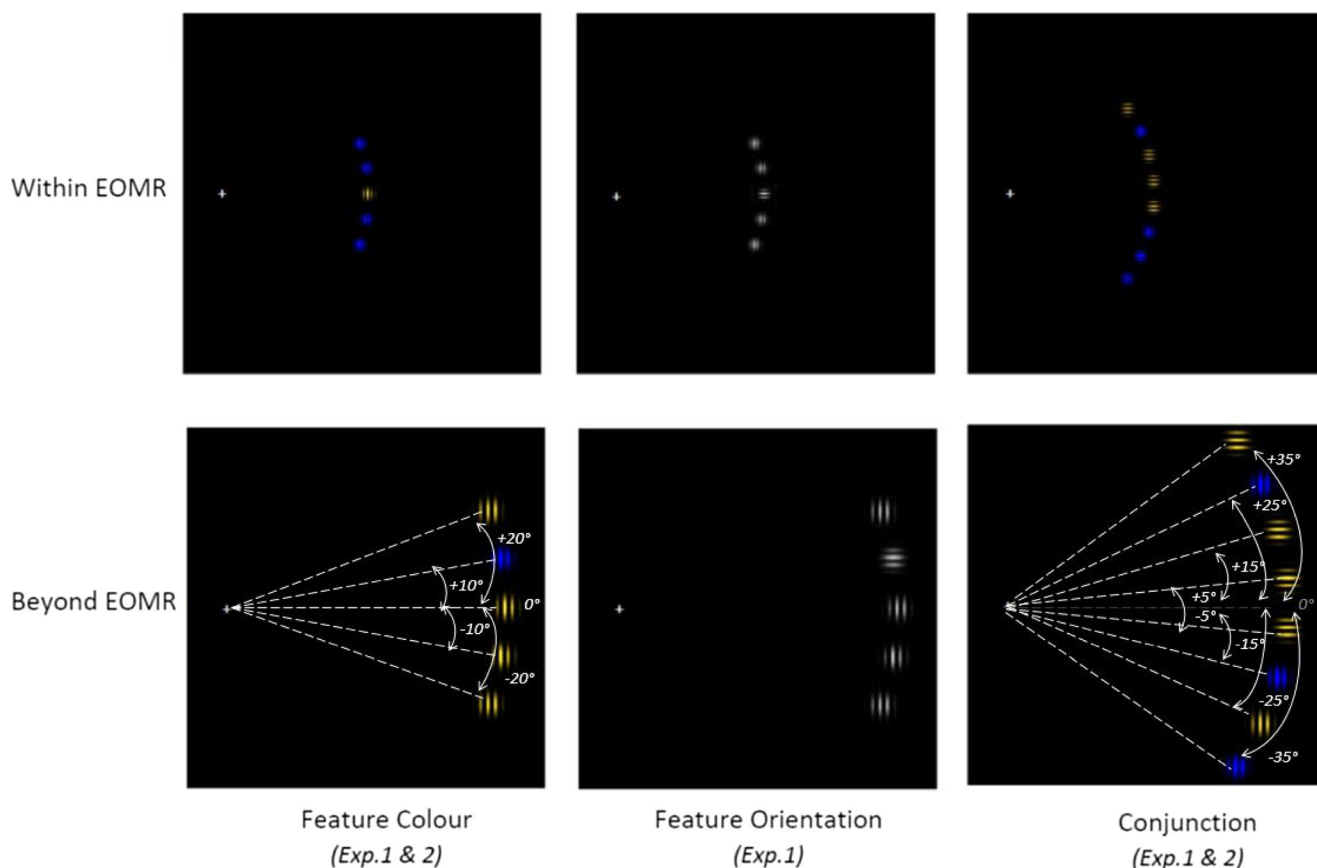 Within EOMR
Beyond EOMR
+20°
+10°
0°
-10°
-20°
+35°
+25°
+15°
+5°
0°
-5°
-15°
-25°
-35°
Feature Colour
(Exp.1 & 2)
Feature Orientation
(Exp.1)
Conjunction
(Exp.1 & 2)